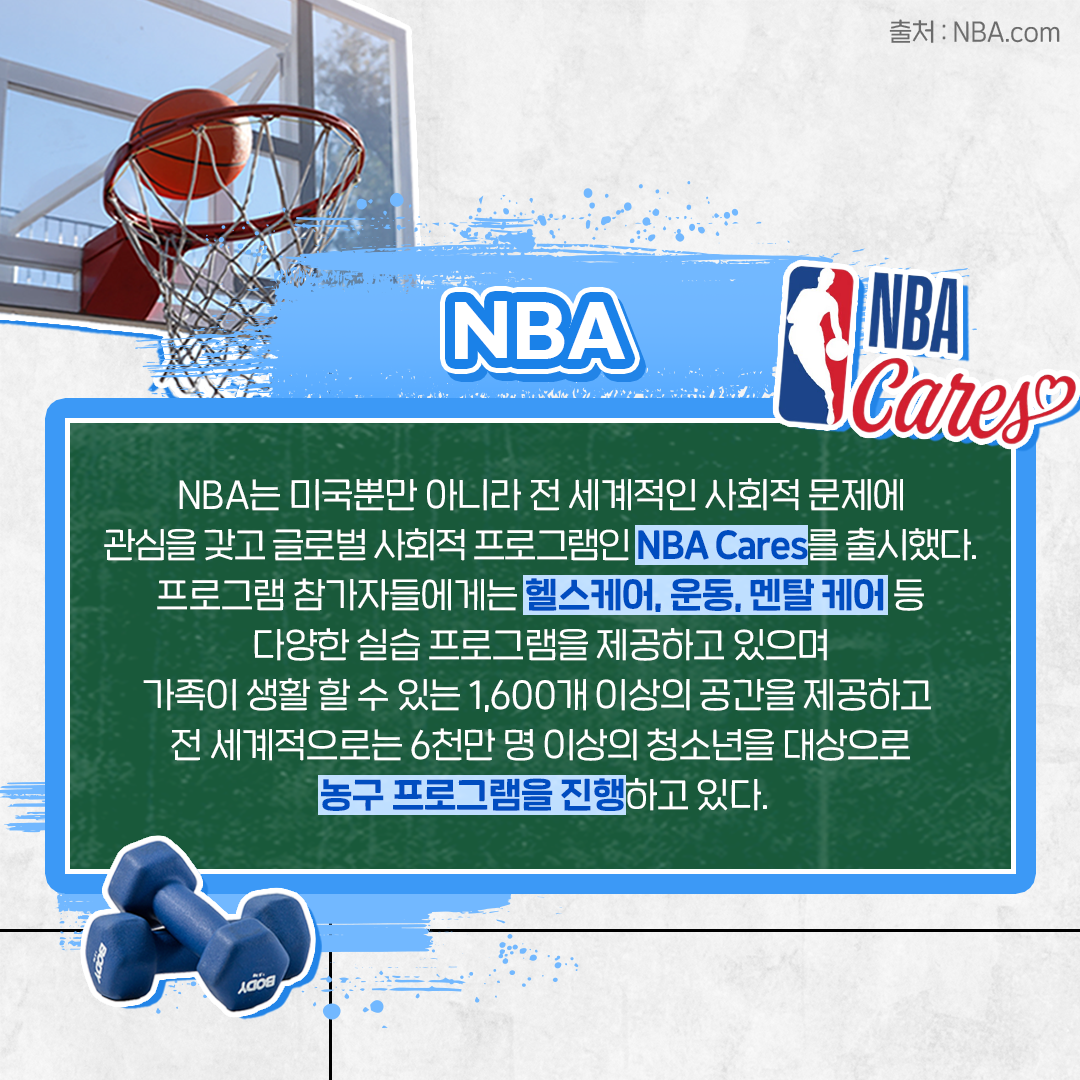 출처 : NBA.com
NBA
NBA
Cares
NBA는 미국뿐만 아니라 전 세계적인 사회적 문제에
관심을 갖고 글로벌 사회적 프로그램인 NBA Cares를 출시했다.
프로그램 참가자들에게는 헬스케어, 운동, 멘탈 케어 등
다양한 실습 프로그램을 제공하고 있으며
가족이 생활 할 수 있는 1,600개 이상의 공간을 제공하고
전 세계적으로는 6천만 명 이상의 청소년을 대상으로
농구 프로그램을 진행하고 있다.
BODY
BODY